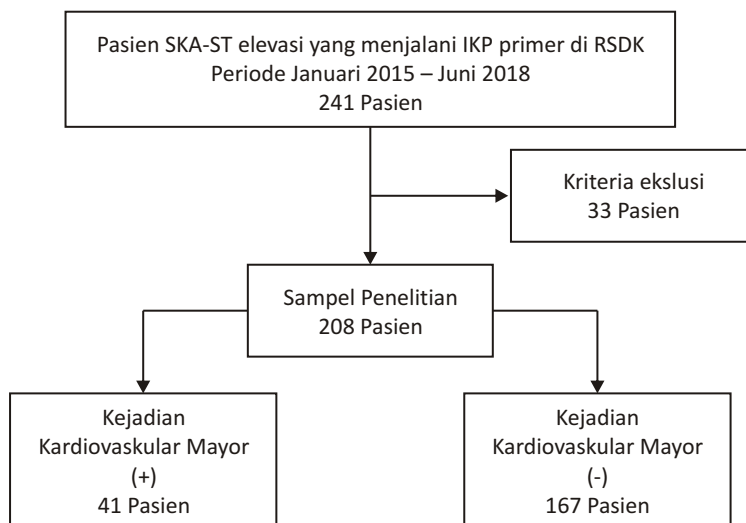 Pasien SKA-ST elevasi yang menjalani IKP primer di RSDK
Periode Januari 2015 – Juni 2018
241 Pasien
Kriteria ekslusi
33 Pasien
Sampel Penelitian
208 Pasien
Kejadian
Kardiovaskular Mayor
(+)
41 Pasien
Kejadian
Kardiovaskular Mayor
(-)
167 Pasien